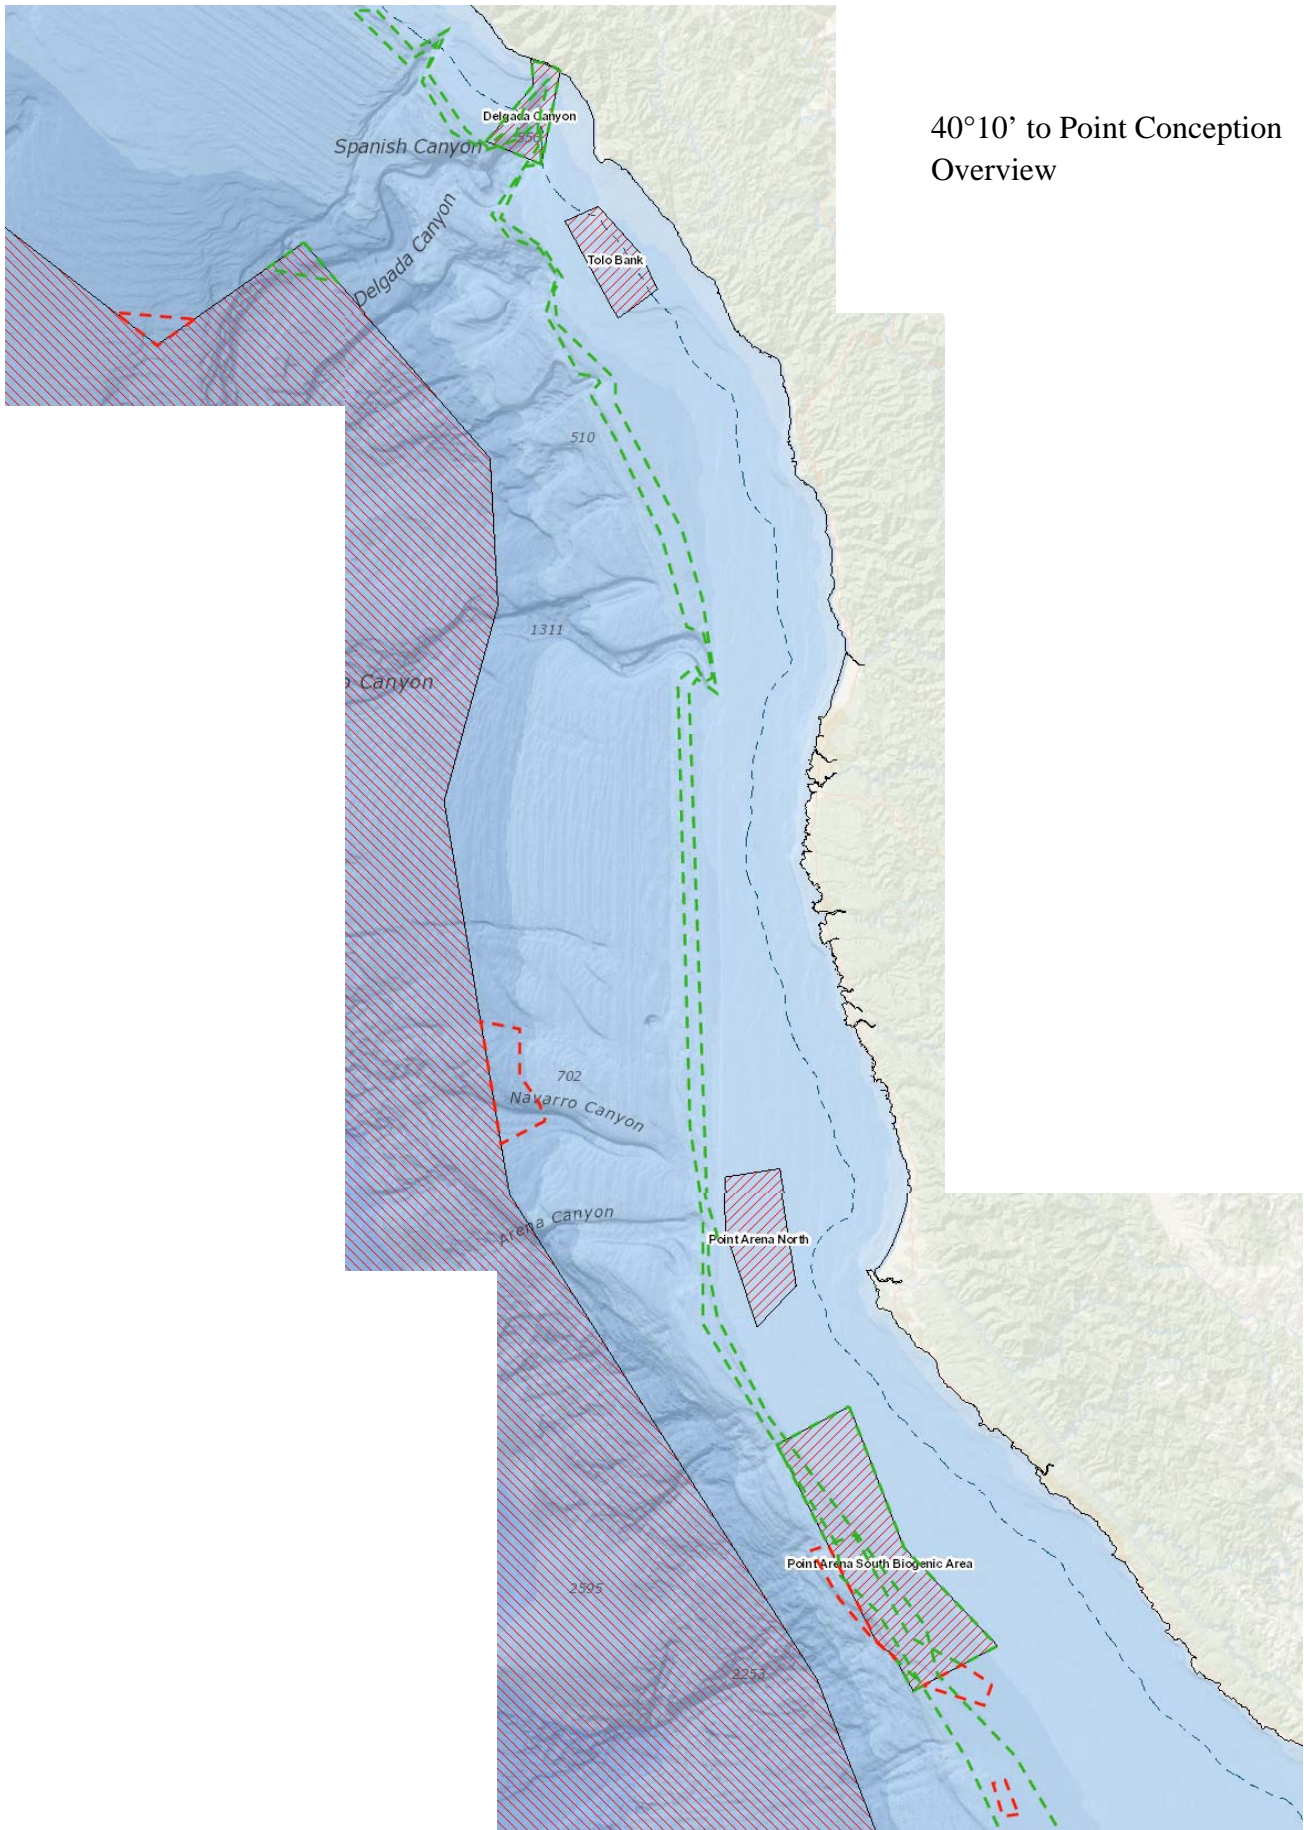 40°10’ to Point Conception
Overview
Delgada Canyon
556
Spanish Canyon
Delgada Canyon
Tolo Bank
510
1311
o Canyon
702
Navarro Canyon
Arena Canyon
Point Arena North
Point Arena South Biogenic Area
2595
2253